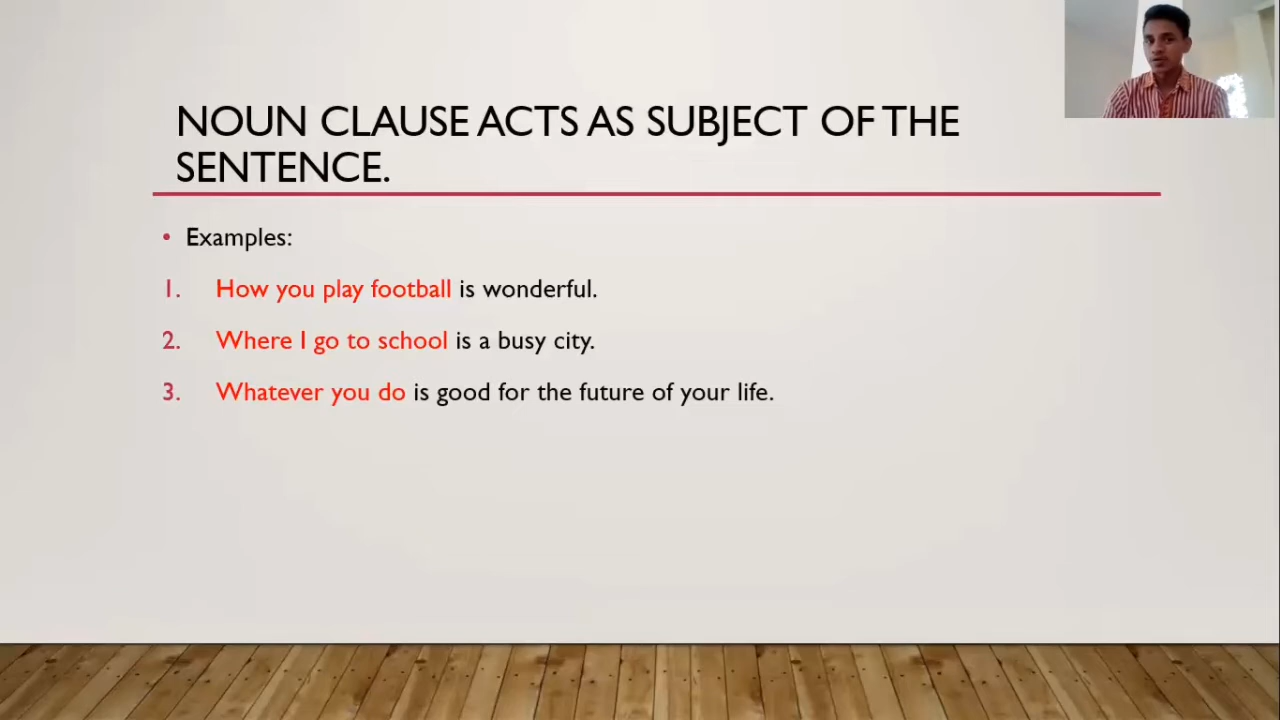 NOUN CLAUSE ACTS AS SUBJECT OF THE
SENTENCE.
• Examples:
1. How you play football is wonderful.
2. Where I go to school is a busy city.
3. Whatever you do is good for the future of your life.